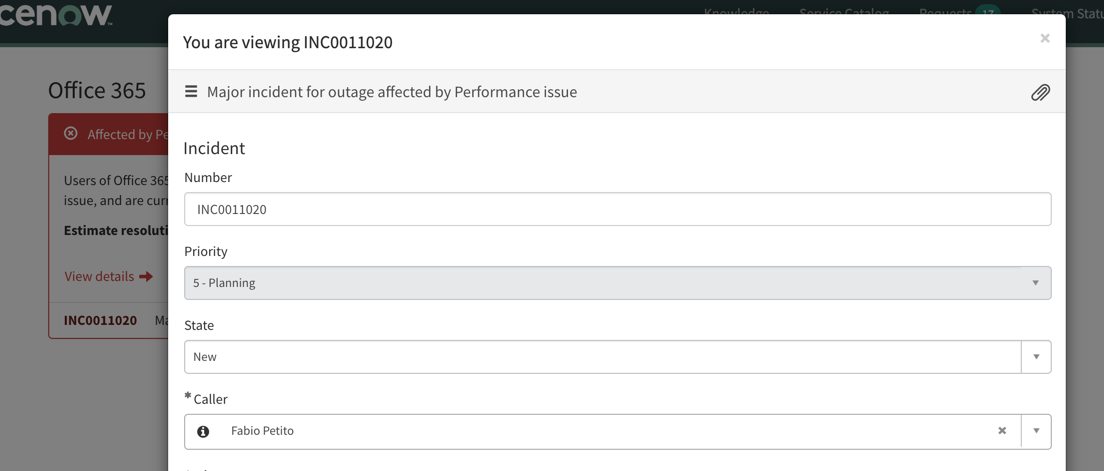 cenow
Knowledge Service Catalog Requests 17 System Statu
You are viewing INC0011020
×
Office 365
Major incident for outage affected by Performance issue
Affected by Pe
Incident
Number
Users of Office 365
INC0011020
issue, and are curr
Estimate resoluti
Priority
View details
5 - Planning
INC0011020 Ma
State
New
* Caller
Fabio Petito